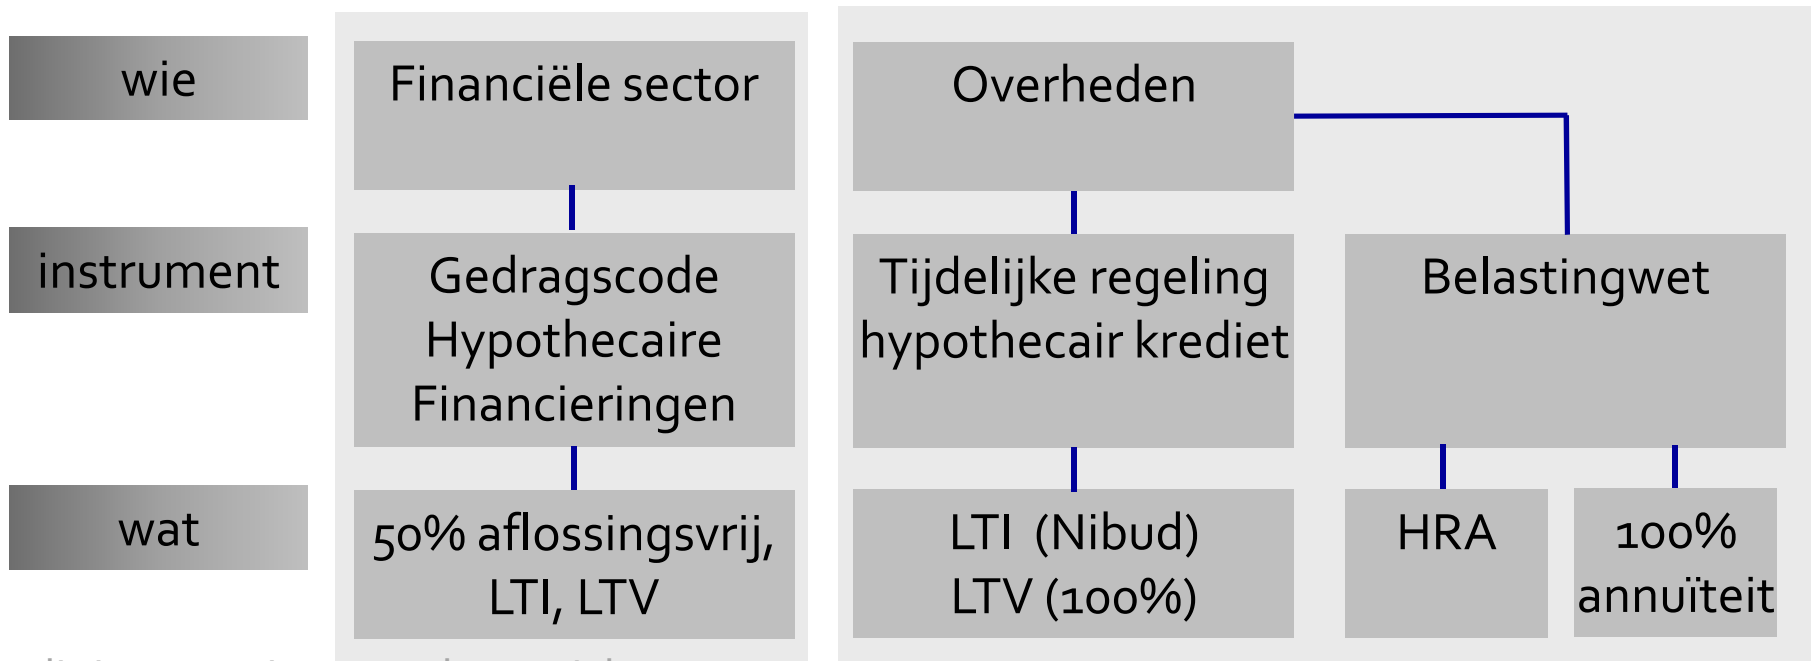 wie
Financiële sector
Overheden
instrument
Gedragscode
Hypothecaire
Financieringen
Tijdelijke regeling
hypothecair krediet
Belastingwet
wat
50% aflossingsvrij,
LTI, LTV
LTI (Nibud)
LTV (100%)
HRA
100%
annuïteit